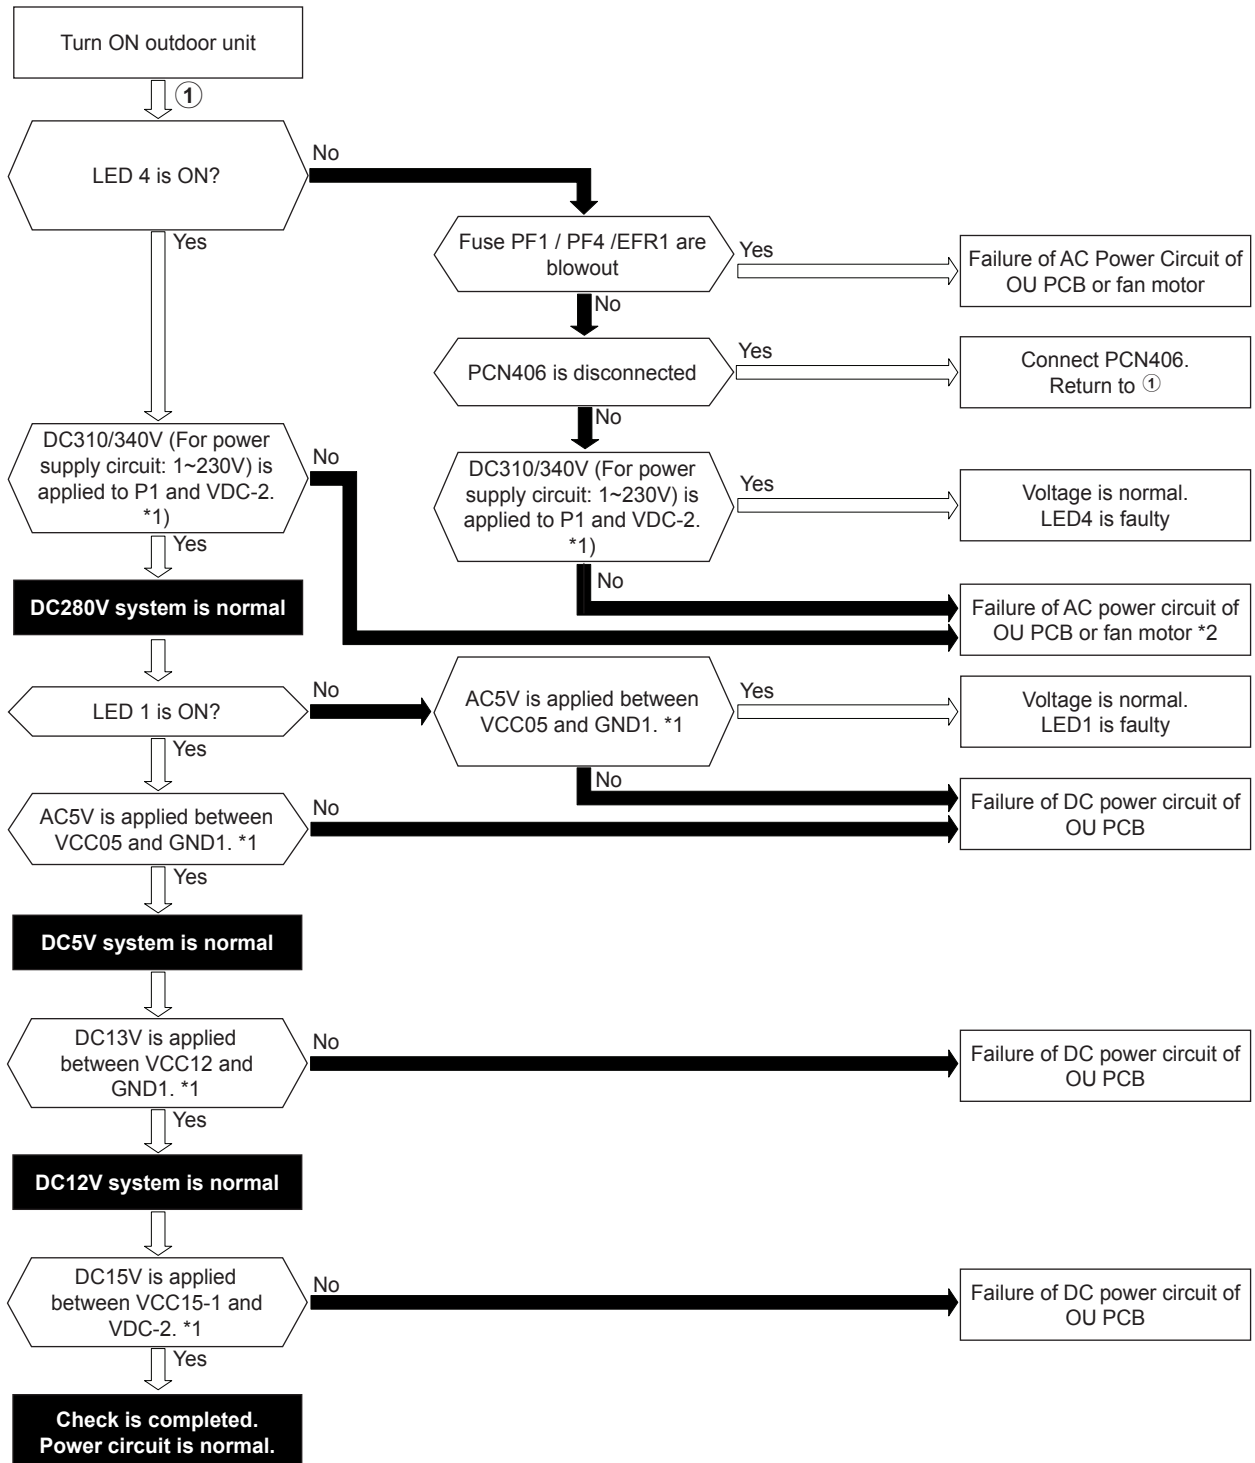 Turn ON outdoor unit
①
LED 4 is ON?
No
Yes
Fuse PF1 / PF4 /EFR1 are
blowout
Yes
Failure of AC Power Circuit of
OU PCB or fan motor
No
PCN406 is disconnected
Yes
Connect PCN406.
Return to ①
No
DC310/340V (For power
supply circuit: 1~230V) is
applied to P1 and VDC-2.
*1)
No
Yes
DC310/340V (For power
supply circuit: 1~230V) is
applied to P1 and VDC-2.
*1)
Yes
Voltage is normal.
LED4 is faulty
No
DC280V system is normal
Failure of AC power circuit of
OU PCB or fan motor *2
LED 1 is ON?
No
Yes
AC5V is applied between
VCC05 and GND1. *1
Yes
Voltage is normal.
LED1 is faulty
No
AC5V is applied between
VCC05 and GND1. *1
No
Failure of DC power circuit of
OU PCB
Yes
DC5V system is normal
DC13V is applied
between VCC12 and
GND1. *1
No
Failure of DC power circuit of
OU PCB
Yes
DC12V system is normal
DC15V is applied
between VCC15-1 and
VDC-2. *1
No
Failure of DC power circuit of
OU PCB
Yes
Check is completed.
Power circuit is normal.